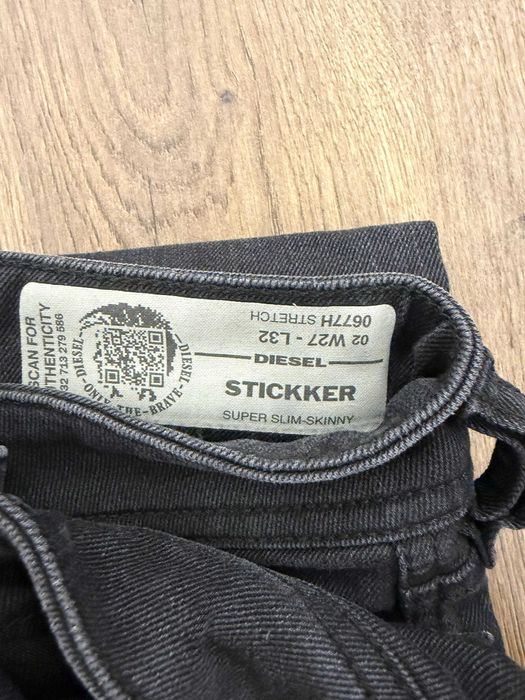 SCAN FOR
AUTHENTICITY
32 713 279 586
DIESEL
ONLY-THE-BRAVE
DIESEL
02 W27 - L32
0677H STRETCH
DIESEL
STICKKER
SUPER SLIM-SKINNY